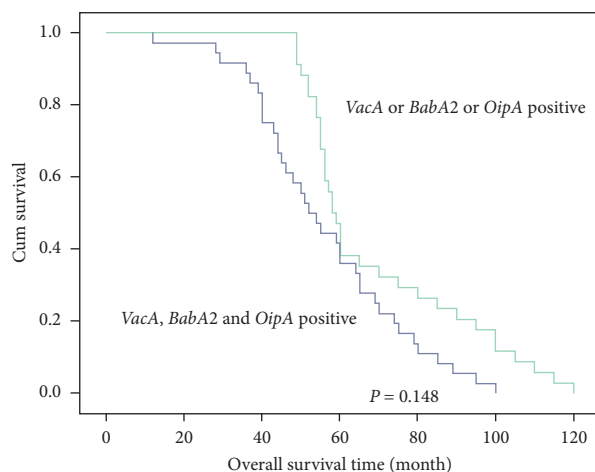 1.0
0.8
0.6
0.4
0.2
0.0
Cum survival
VacA or BabA2 or OipA positive
VacA, BabA2 and OipA positive
P = 0.148
0 20 40 60 80 100 120
Overall survival time (month)